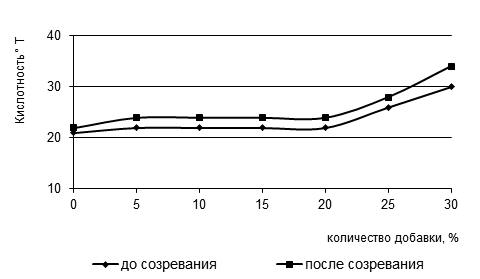 Кислотность° Т
40
30
20
10
0 5 10 15 20 25 30
количество добавки, %
до созревания после созревания